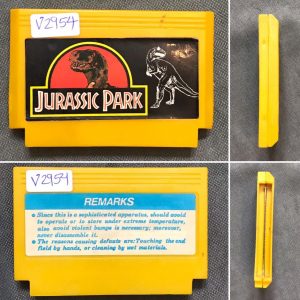 V2954
JURASSIC PARK
V2954
REMARKS
● Since this is a sophisticated apparatus, should avoid
to operate or to store under extreme temperature,
also avoid violent bumps is necessary; moreover,
never disassemble it.
● The reasons causing defeats are:Touching the end
field by hands, or cleaning by wet materials.